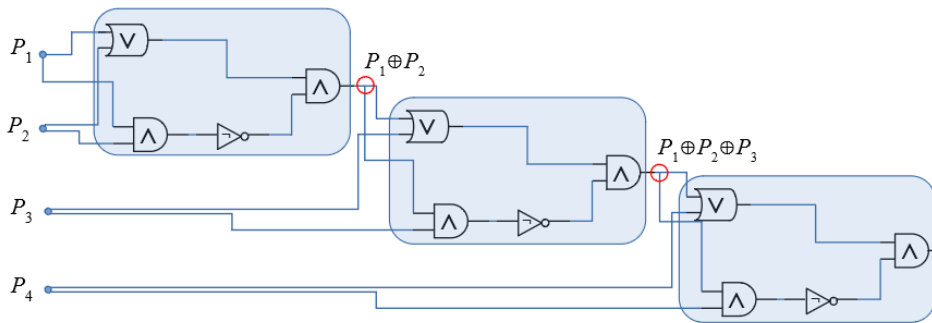 P₁
∨
∧
P₁⊕P₂
P₂
∧
¬
∨
∧
P₁⊕P₂⊕P₃
P₃
∧
¬
∨
∧
P₄
∧
¬